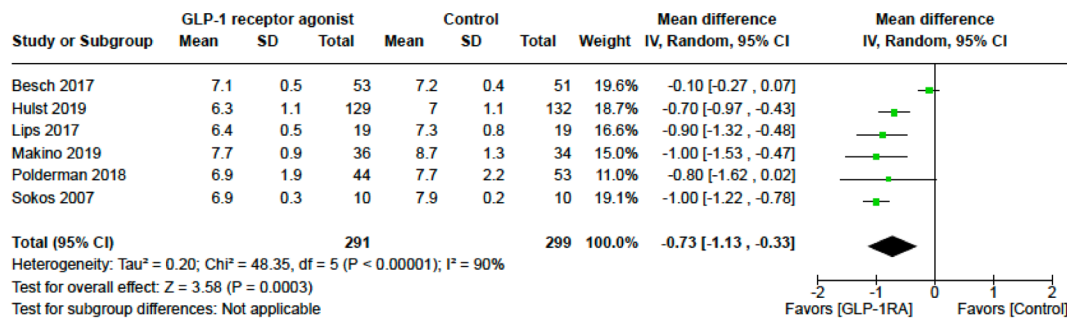 GLP-1 receptor agonist Control Mean difference Mean difference
Study or Subgroup Mean SD Total Mean SD Total Weight IV, Random, 95% CI IV, Random, 95% CI
Besch 2017 7.1 0.5 53 7.2 0.4 51 19.6% -0.10 [-0.27 , 0.07]
Hulst 2019 6.3 1.1 129 7 1.1 132 18.7% -0.70 [-0.97 , -0.43]
Lips 2017 6.4 0.5 19 7.3 0.8 19 16.6% -0.90 [-1.32 , -0.48]
Makino 2019 7.7 0.9 36 8.7 1.3 34 15.0% -1.00 [-1.53 , -0.47]
Polderman 2018 6.9 1.9 44 7.7 2.2 53 11.0% -0.80 [-1.62 , 0.02]
Sokos 2007 6.9 0.3 10 7.9 0.2 10 19.1% -1.00 [-1.22 , -0.78]
Total (95% CI) 291 299 100.0% -0.73 [-1.13 , -0.33]
Heterogeneity: Tau² = 0.20; Chi² = 48.35, df = 5 (P < 0.00001); I² = 90%
Test for overall effect: Z = 3.58 (P = 0.0003)
-2 -1 0 1 2
Test for subgroup differences: Not applicable
Favors [GLP-1RA] Favors [Control]